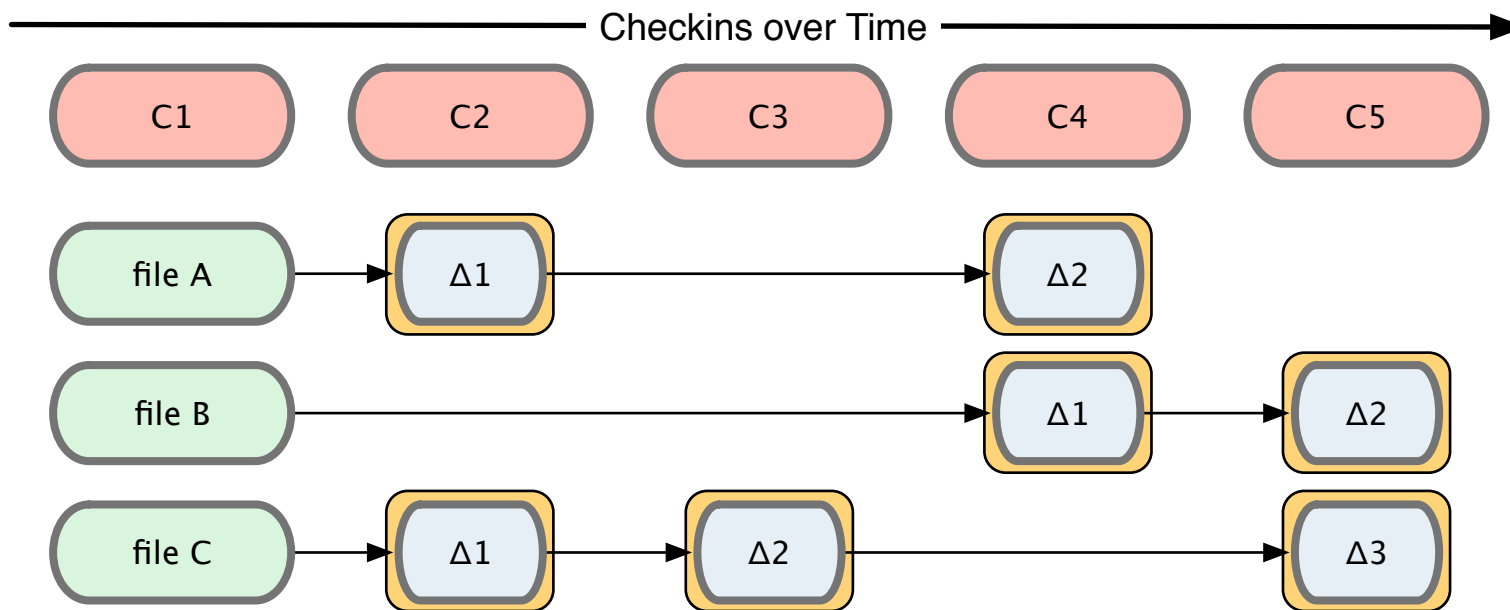 Checkins over Time
C1 C2 C3 C4 C5
file A Δ1 Δ2
file B Δ1 Δ2
file C Δ1 Δ2 Δ3